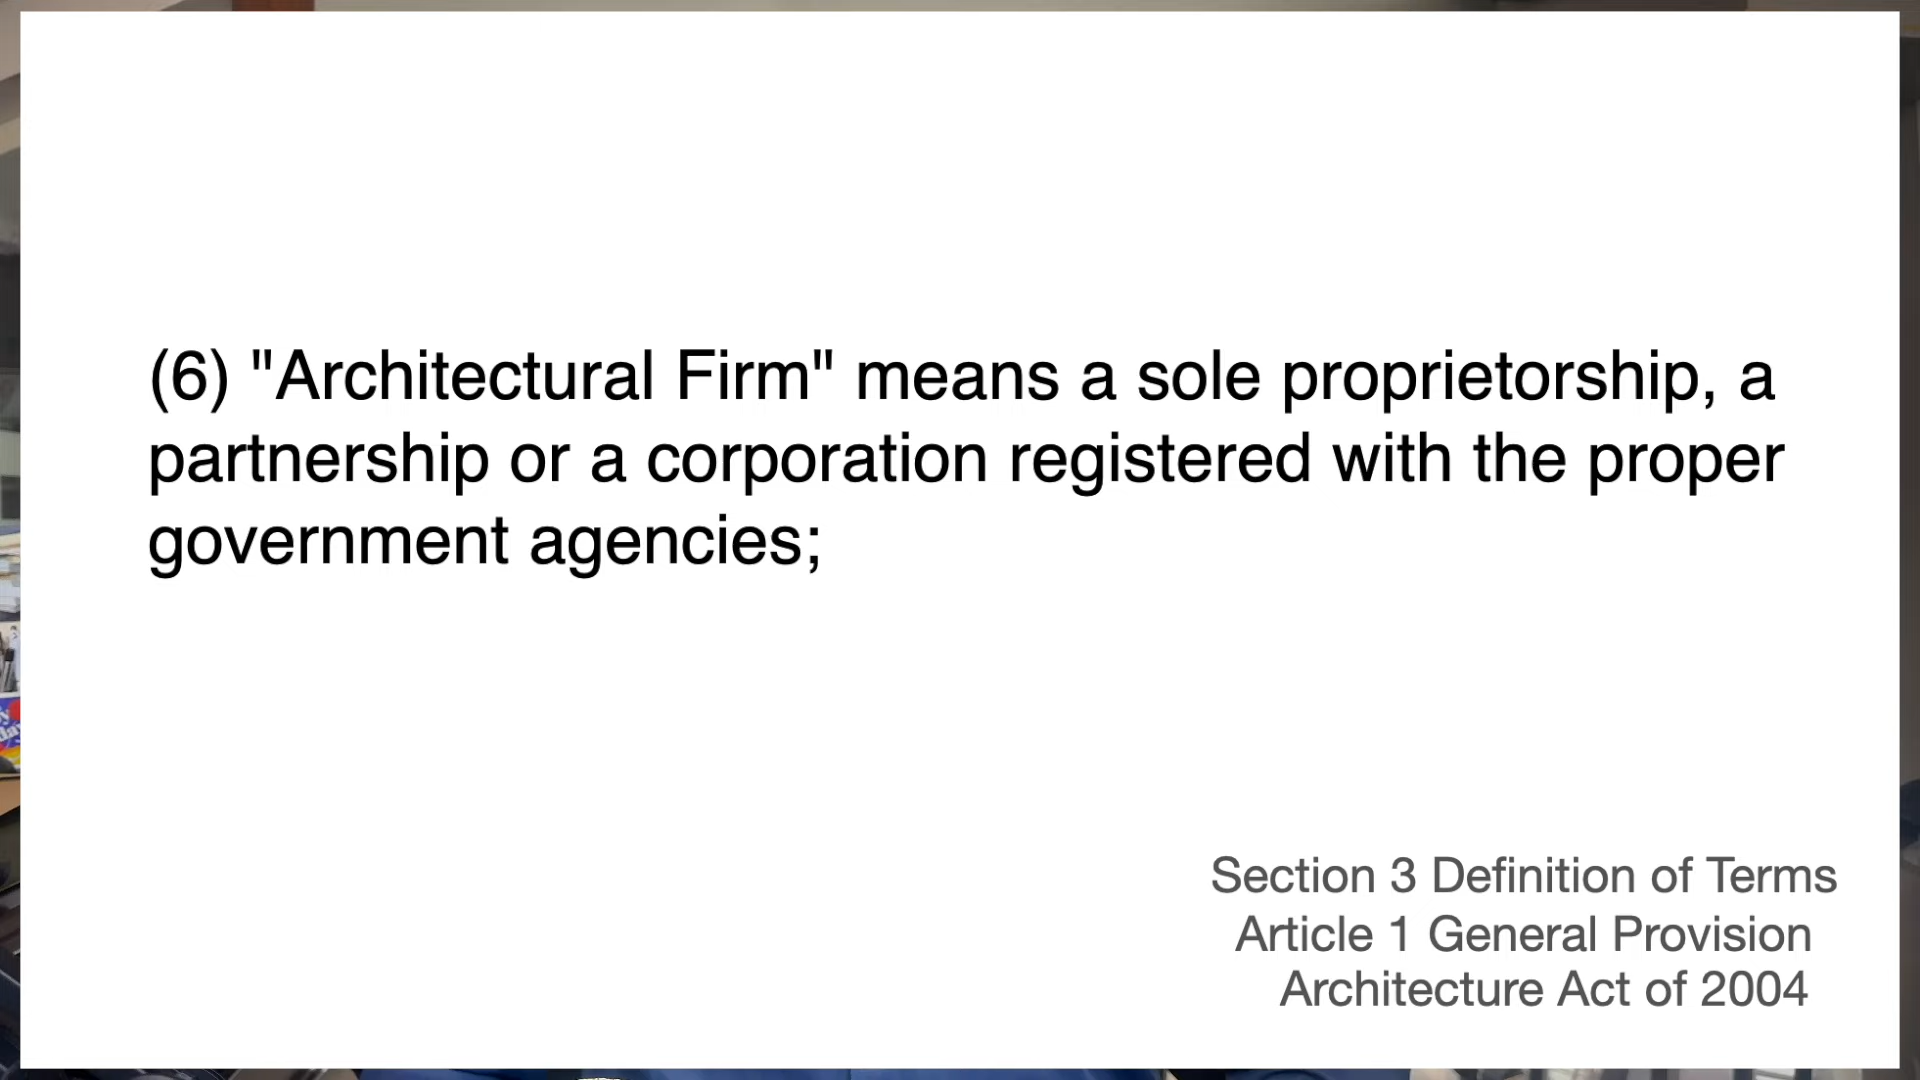 (6) "Architectural Firm" means a sole proprietorship, a
partnership or a corporation registered with the proper
government agencies;
Section 3 Definition of Terms
Article 1 General Provision
Architecture Act of 2004